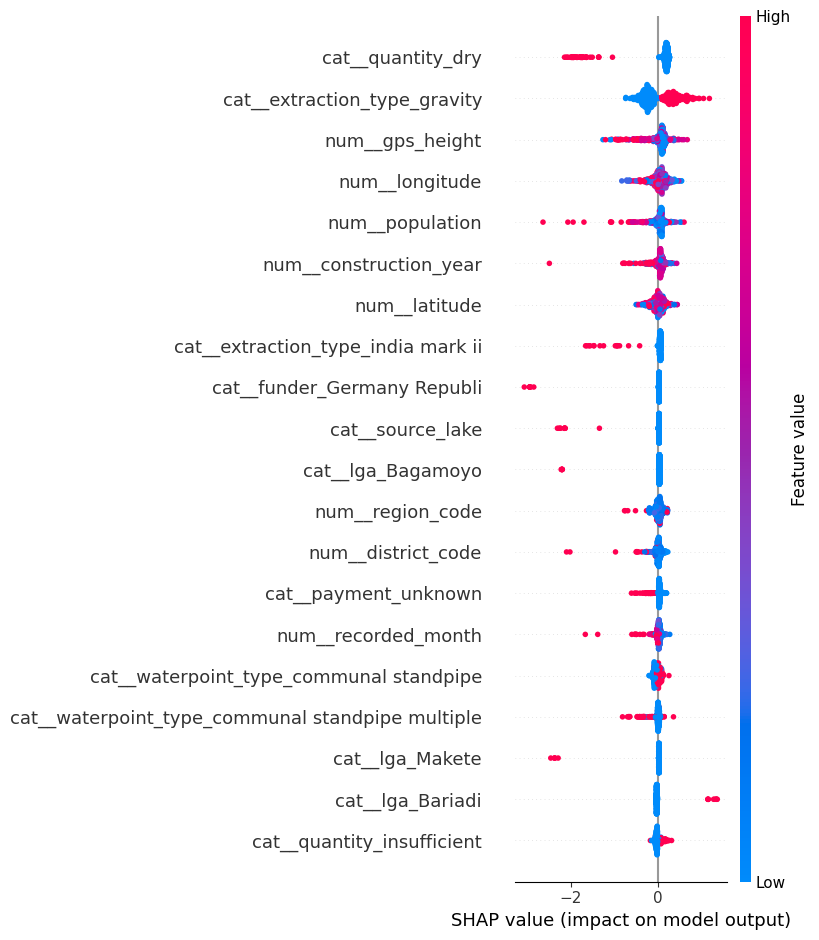 High
cat__quantity_dry
cat__extraction_type_gravity
num__gps_height
num__longitude
num__population
num__construction_year
num__latitude
cat__extraction_type_india mark ii
cat__funder_Germany Republi
cat__source_lake
cat__lga_Bagamoyo
num__region_code
num__district_code
cat__payment_unknown
num__recorded_month
cat__waterpoint_type_communal standpipe
cat__waterpoint_type_communal standpipe multiple
cat__lga_Makete
cat__lga_Bariadi
cat__quantity_insufficient
Feature value
Low
−2 0
SHAP value (impact on model output)